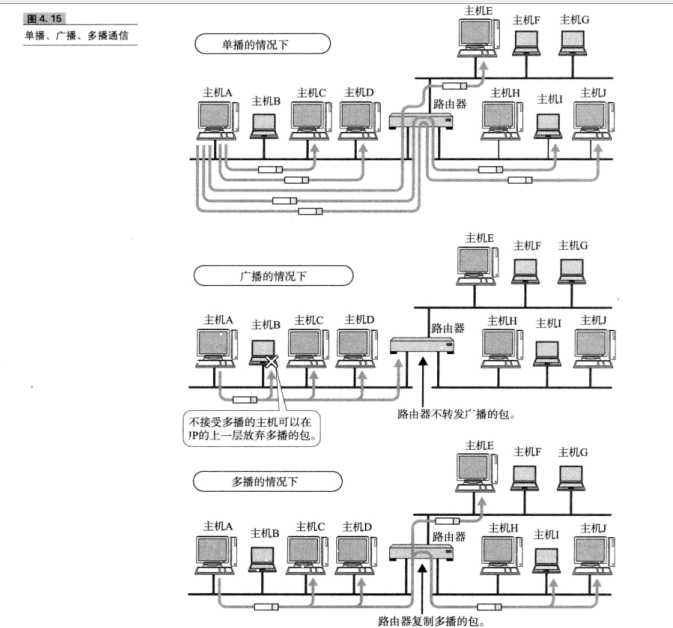 图 4.15
单播、广播、多播通信
单播的情况下
主机E
主机F
主机G
主机A
主机B
主机C
主机D
路由器
主机H
主机I
主机J
广播的情况下
主机E
主机F
主机G
主机A
主机B
主机C
主机D
路由器
主机H
主机I
主机J
不接受多播的主机可以在
IP的上一层放弃多播的包。
路由器不转发广播的包。
多播的情况下
主机E
主机F
主机G
主机A
主机B
主机C
主机D
路由器
主机H
主机I
主机J
路由器复制多播的包。